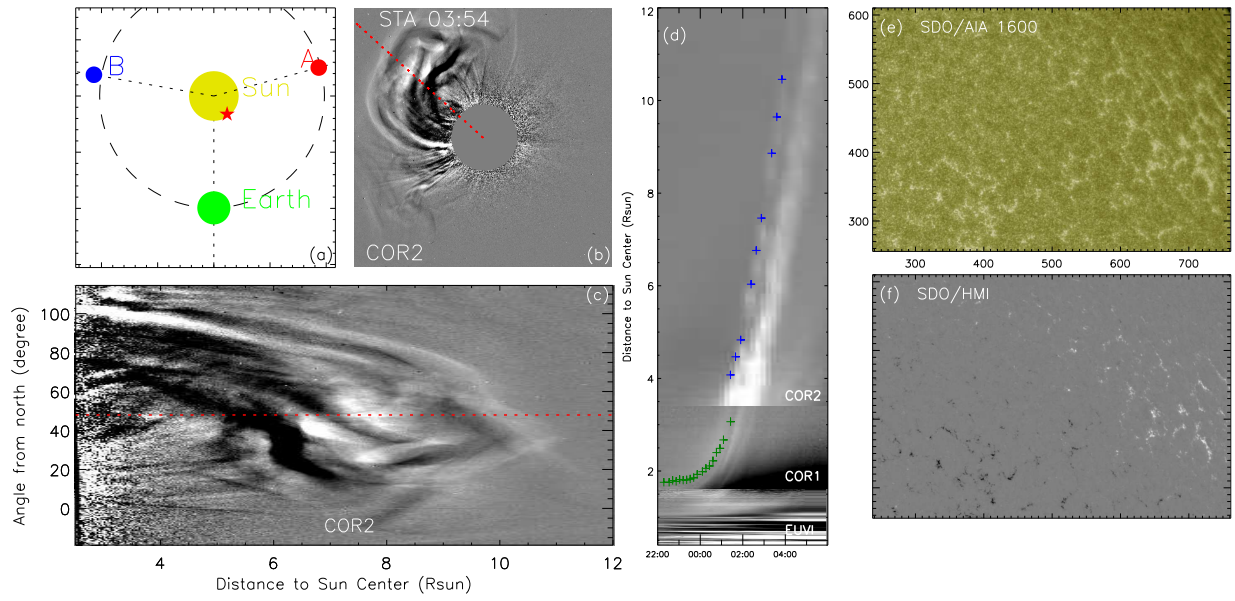 B
A
Sun
Earth
(a)
STA 03:54
COR2
(b)
(c)
100
80
60
40
20
0
Angle from north (degree)
COR2
4
6
8
10
12
Distance to Sun Center (Rsun)
(d)
12
10
8
6
4
2
Distance to Sun Center (Rsun)
COR2
COR1
EUVI
22:00
00:00
02:00
04:00
(e) SDO/AIA 1600
600
500
400
300
300
400
500
600
700
(f) SDO/HMI